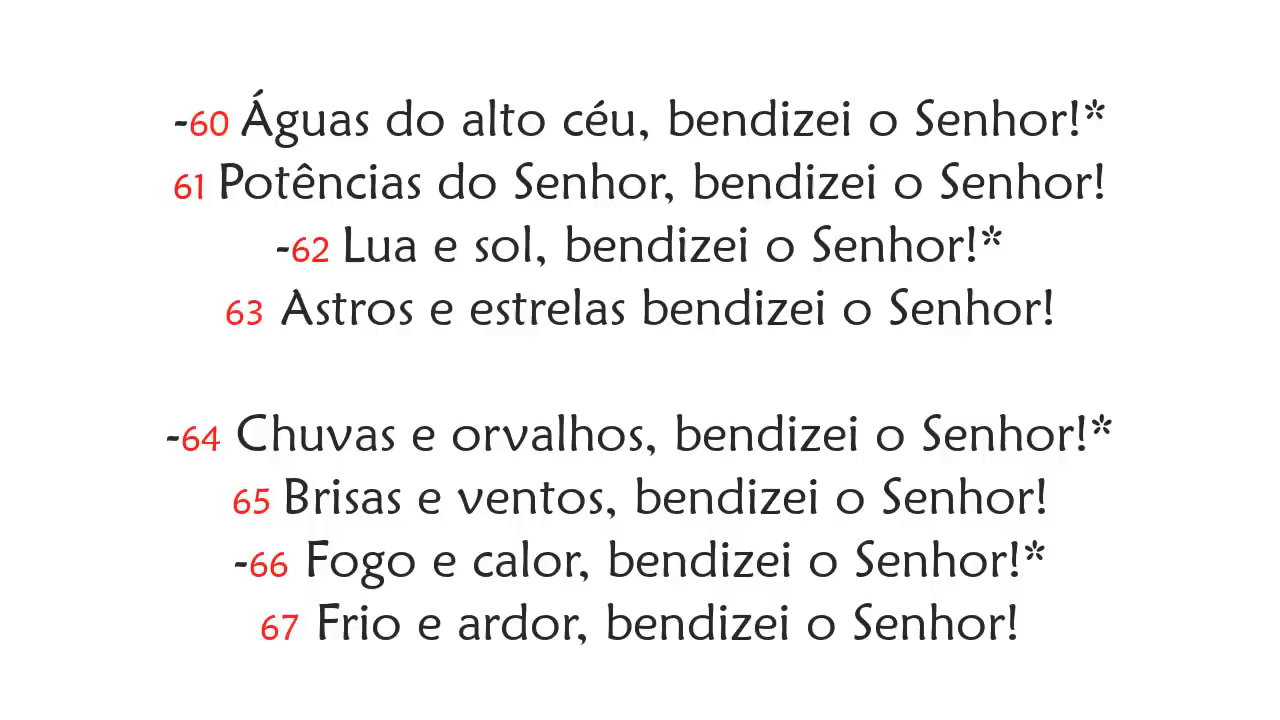 -60 Águas do alto céu, bendizei o Senhor!*
61 Potências do Senhor, bendizei o Senhor!
-62 Lua e sol, bendizei o Senhor!*
63 Astros e estrelas bendizei o Senhor!
-64 Chuvas e orvalhos, bendizei o Senhor!*
65 Brisas e ventos, bendizei o Senhor!
-66 Fogo e calor, bendizei o Senhor!*
67 Frio e ardor, bendizei o Senhor!